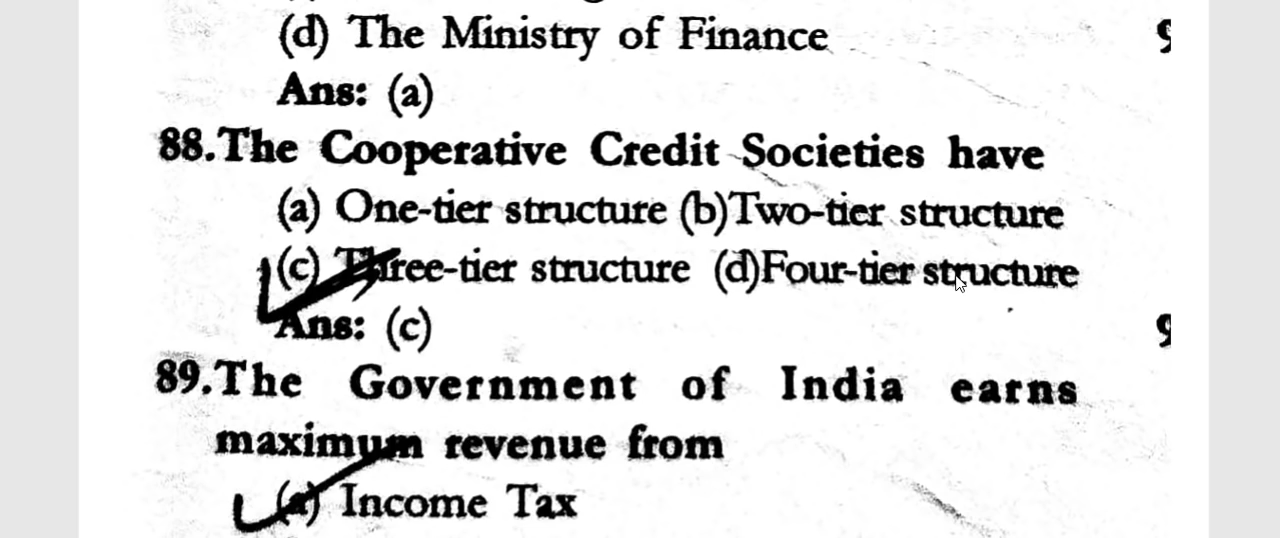 (d) The Ministry of Finance
Ans: (a)
88.The Cooperative Credit Societies have
(a) One-tier structure (b)Two-tier structure
(c) Three-tier structure (d)Four-tier structure
Ans: (c)
89.The Government of India earns
maximum revenue from
(a) Income Tax